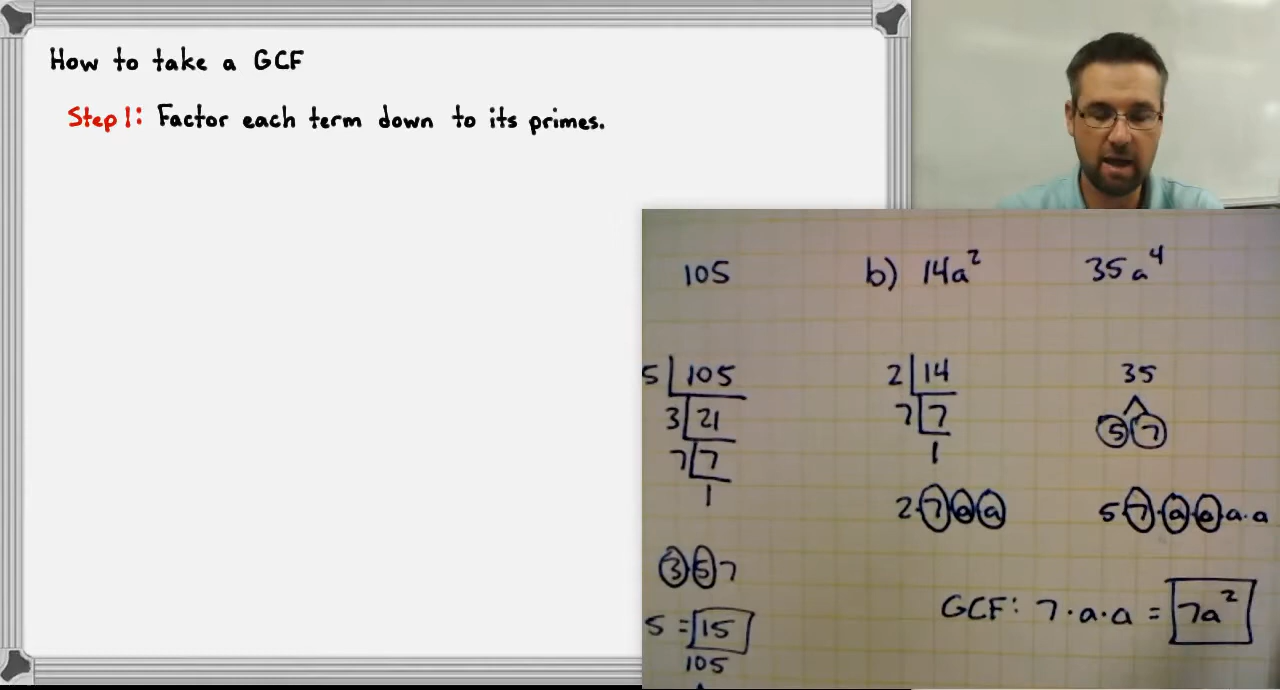 How to take a GCF
Step 1: Factor each term down to its primes.
105 b) 14a² 35a⁴
5 105 2 14 35
3 21 7 7 5 7
7 7 1
1
2·7·a·a 5·7·a·a·a·a
3 5 7
5 = 15 GCF: 7·a·a = 7a²
105